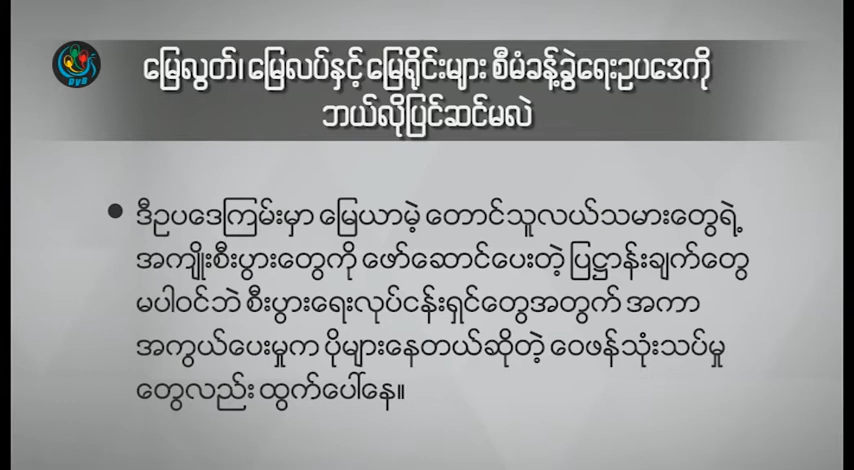 DVB
မြေလွတ်၊ မြေလပ်နှင့် မြေရိုင်းများ စီမံခန့်ခွဲရေးဥပဒေကို
ဘယ်လိုပြင်ဆင်မလဲ
• ဒီဥပဒေကြမ်းမှာ မြေယာမဲ့ တောင်သူလယ်သမားတွေရဲ့
အကျိုးစီးပွားတွေကို ဖော်ဆောင်ပေးတဲ့ ပြဋ္ဌာန်းချက်တွေ
မပါဝင်ဘဲ စီးပွားရေးလုပ်ငန်းရှင်တွေအတွက် အကာ
အကွယ်ပေးမှုက ပိုများနေတယ်ဆိုတဲ့ ဝေဖန်သုံးသပ်မှု
တွေလည်း ထွက်ပေါ်နေ။